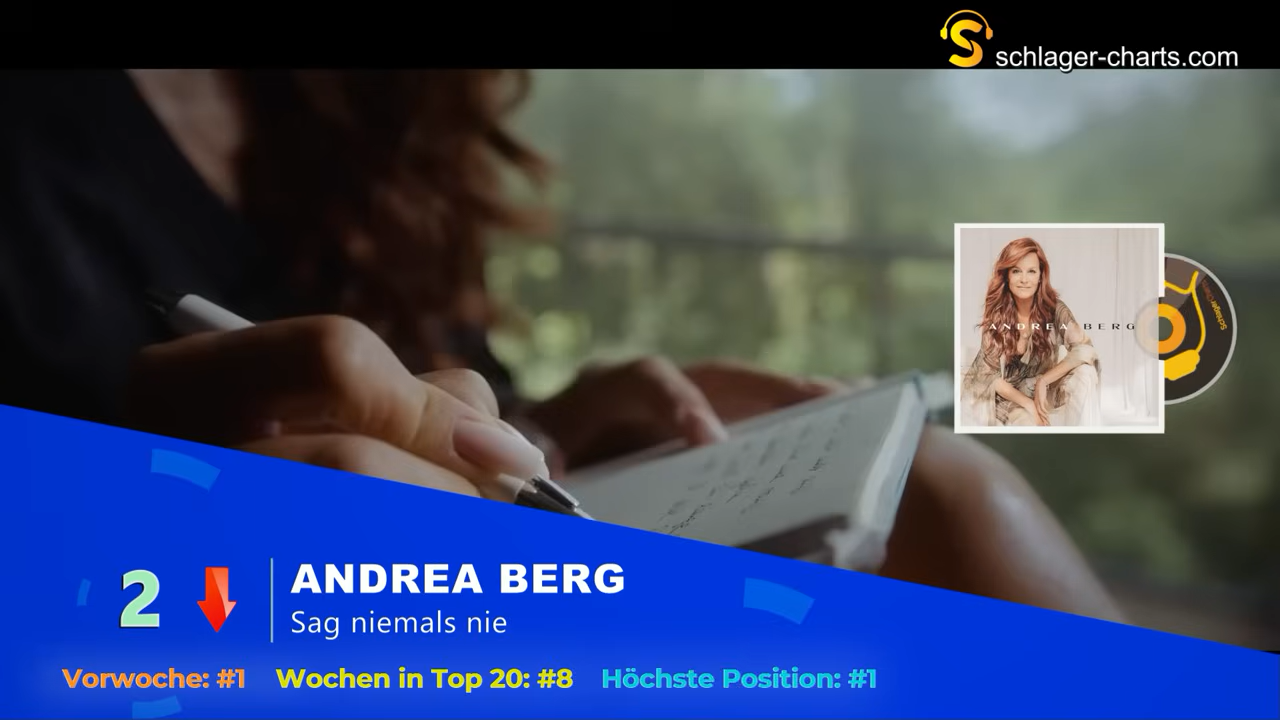 schlager-charts.com
ANDREA BERG
2
ANDREA BERG
Sag niemals nie
Vorwoche: #1 Wochen in Top 20: #8 Höchste Position: #1